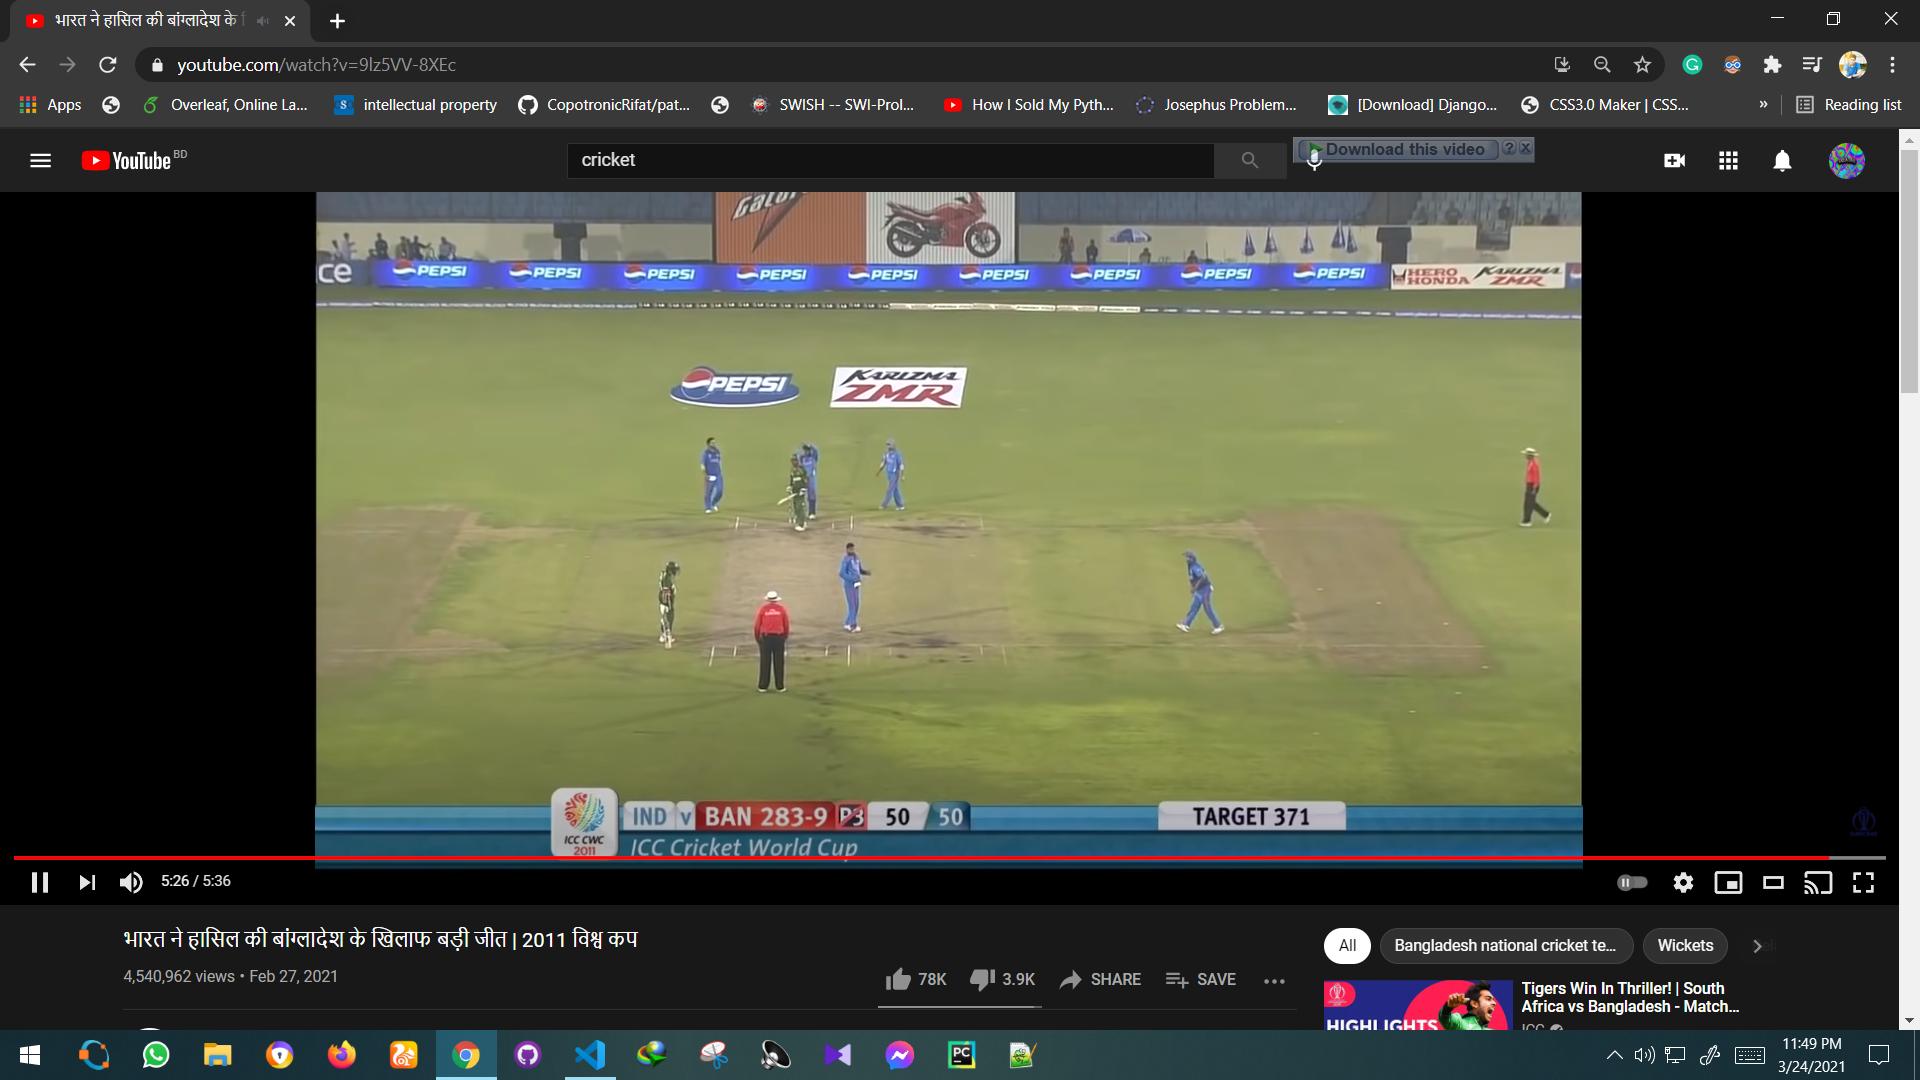 भारत ने हासिल की बांग्लादेश के
youtube.com/watch?v=9lz5VV-8XEc
Apps
Overleaf, Online La...
intellectual property
CopotronicRifat/pat...
SWISH -- SWI-Prol...
How I Sold My Pyth...
Josephus Problem...
[Download] Django...
CSS3.0 Maker | CSS...
»
Reading list
YouTube BD
cricket
Download this video
ce
PEPSI PEPSI PEPSI PEPSI PEPSI PEPSI PEPSI PEPSI PEPSI
HERO HONDA KARIZMA ZMR
PEPSI
KARIZMA ZMR
ICC CWC 2011
IND v BAN 283-9 P3 50 50
TARGET 371
ICC Cricket World Cup
5:26 / 5:36
भारत ने हासिल की बांग्लादेश के खिलाफ बड़ी जीत | 2011 विश्व कप
4,540,962 views • Feb 27, 2021
78K
3.9K
SHARE
SAVE
All
Bangladesh national cricket te...
Wickets
HIGHLIGHTS
Tigers Win In Thriller! | South
Africa vs Bangladesh - Match...
ICC
PC
11:49 PM
3/24/2021